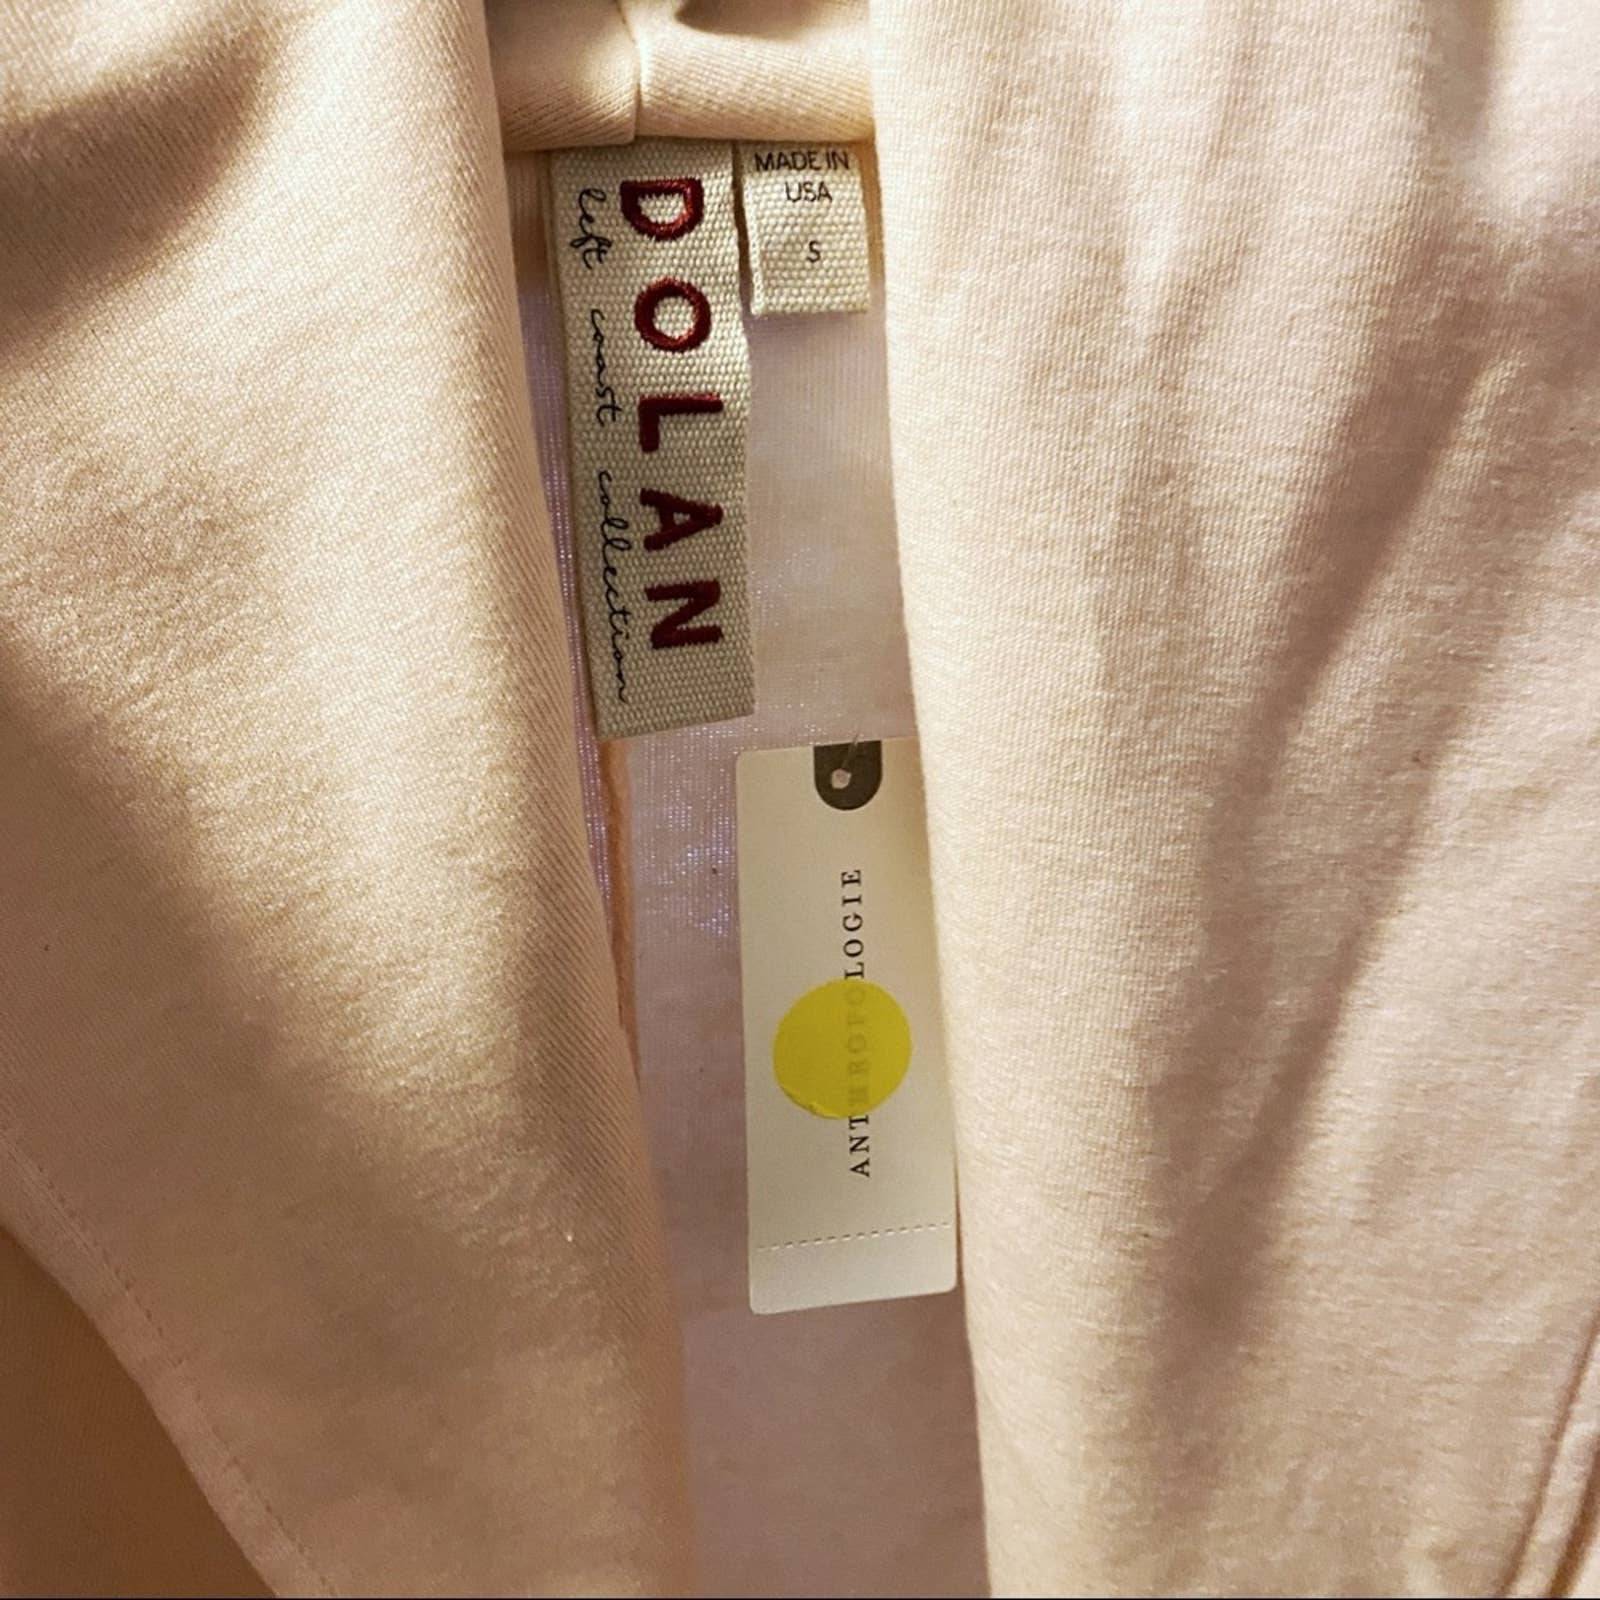 DOLAN
left coast collection
MADE IN
USA
S
ANTHROPOLOGIE